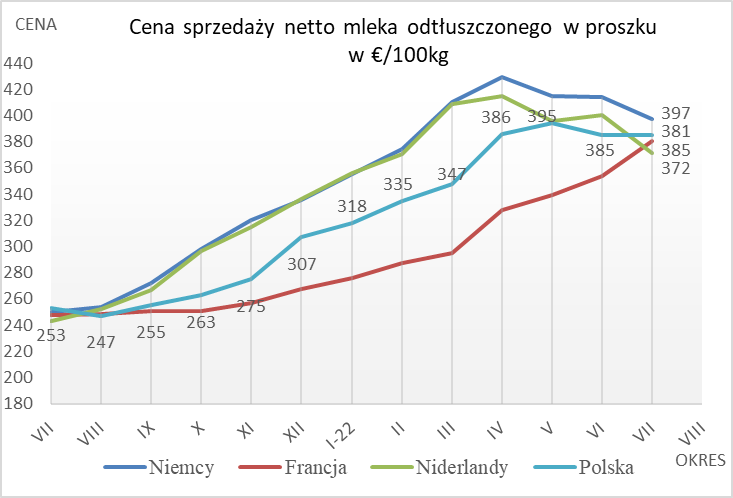 CENA
Cena sprzedaży netto mleka odtłuszczonego w proszku
w €/100kg
440
420
400
380
360
340
320
300
280
260
240
220
200
180
253
247
255
263
275
307
318
335
347
386
395
385
397
381
385
372
VII
VIII
IX
X
XI
XII
I-22
II
III
IV
V
VI
VII
VIII
OKRES
Niemcy
Francja
Niderlandy
Polska